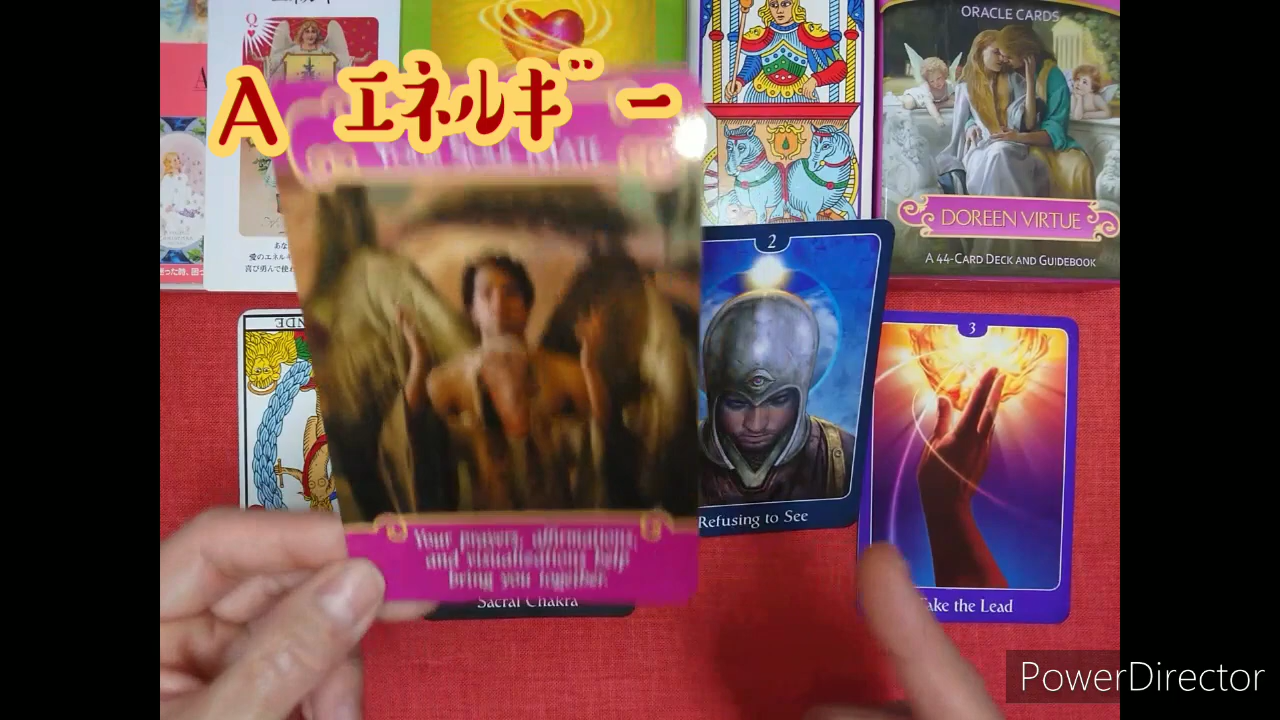 ORACLE CARDS
A エネルギー
DOREEN VIRTUE
A 44-CARD DECK AND GUIDEBOOK
2
Refusing to See
3
Take the Lead
Your prayers, affirmations,
and visualizations help
bring you together.
Sacral Chakra
PowerDirector